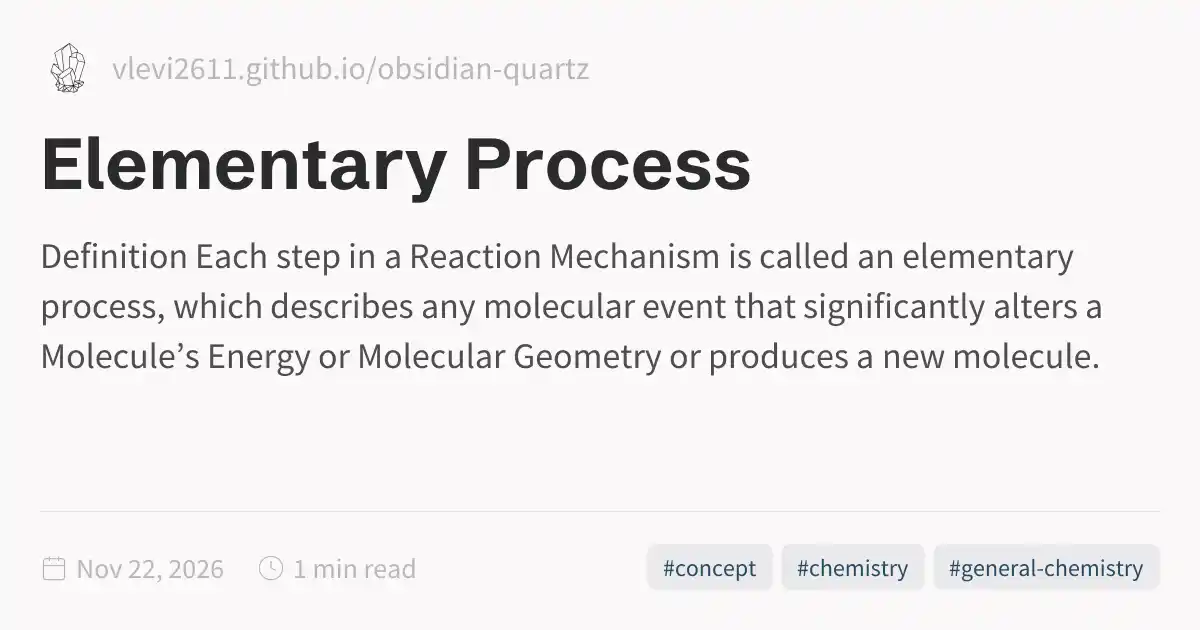 vlevi2611.github.io/obsidian-quartz
Elementary Process
Definition Each step in a Reaction Mechanism is called an elementary
process, which describes any molecular event that significantly alters a
Molecule’s Energy or Molecular Geometry or produces a new molecule.
Nov 22, 2026 1 min read #concept #chemistry #general-chemistry